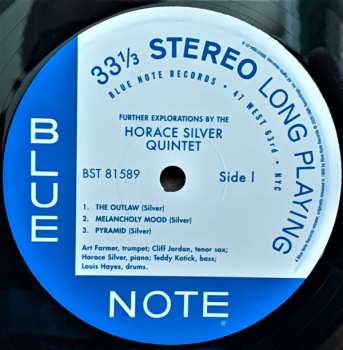 33 1/3 STEREO LONG PLAYING
BLUE NOTE RECORDS • 47 WEST 63rd • NYC
FURTHER EXPLORATIONS BY THE
HORACE SILVER
QUINTET
BST 81589 Side 1
1. THE OUTLAW (Silver)
2. MELANCHOLY MOOD (Silver)
3. PYRAMID (Silver)
Art Farmer, trumpet; Cliff Jordan, tenor sax;
Horace Silver, piano; Teddy Kotick, bass;
Louis Hayes, drums.
BLUE
NOTE
®